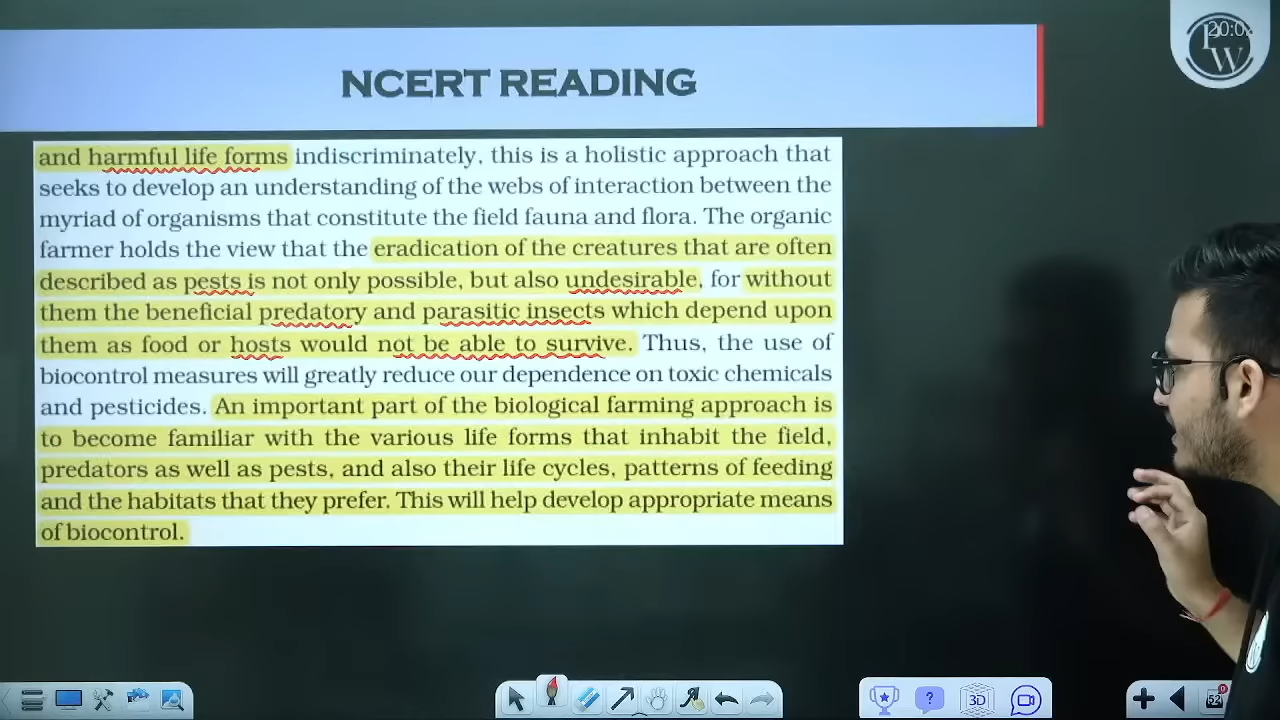 NCERT READING
and harmful life forms indiscriminately, this is a holistic approach that
seeks to develop an understanding of the webs of interaction between the
myriad of organisms that constitute the field fauna and flora. The organic
farmer holds the view that the eradication of the creatures that are often
described as pests is not only possible, but also undesirable, for without
them the beneficial predatory and parasitic insects which depend upon
them as food or hosts would not be able to survive. Thus, the use of
biocontrol measures will greatly reduce our dependence on toxic chemicals
and pesticides. An important part of the biological farming approach is
to become familiar with the various life forms that inhabit the field,
predators as well as pests, and also their life cycles, patterns of feeding
and the habitats that they prefer. This will help develop appropriate means
of biocontrol.
PW
?
3D
52
0